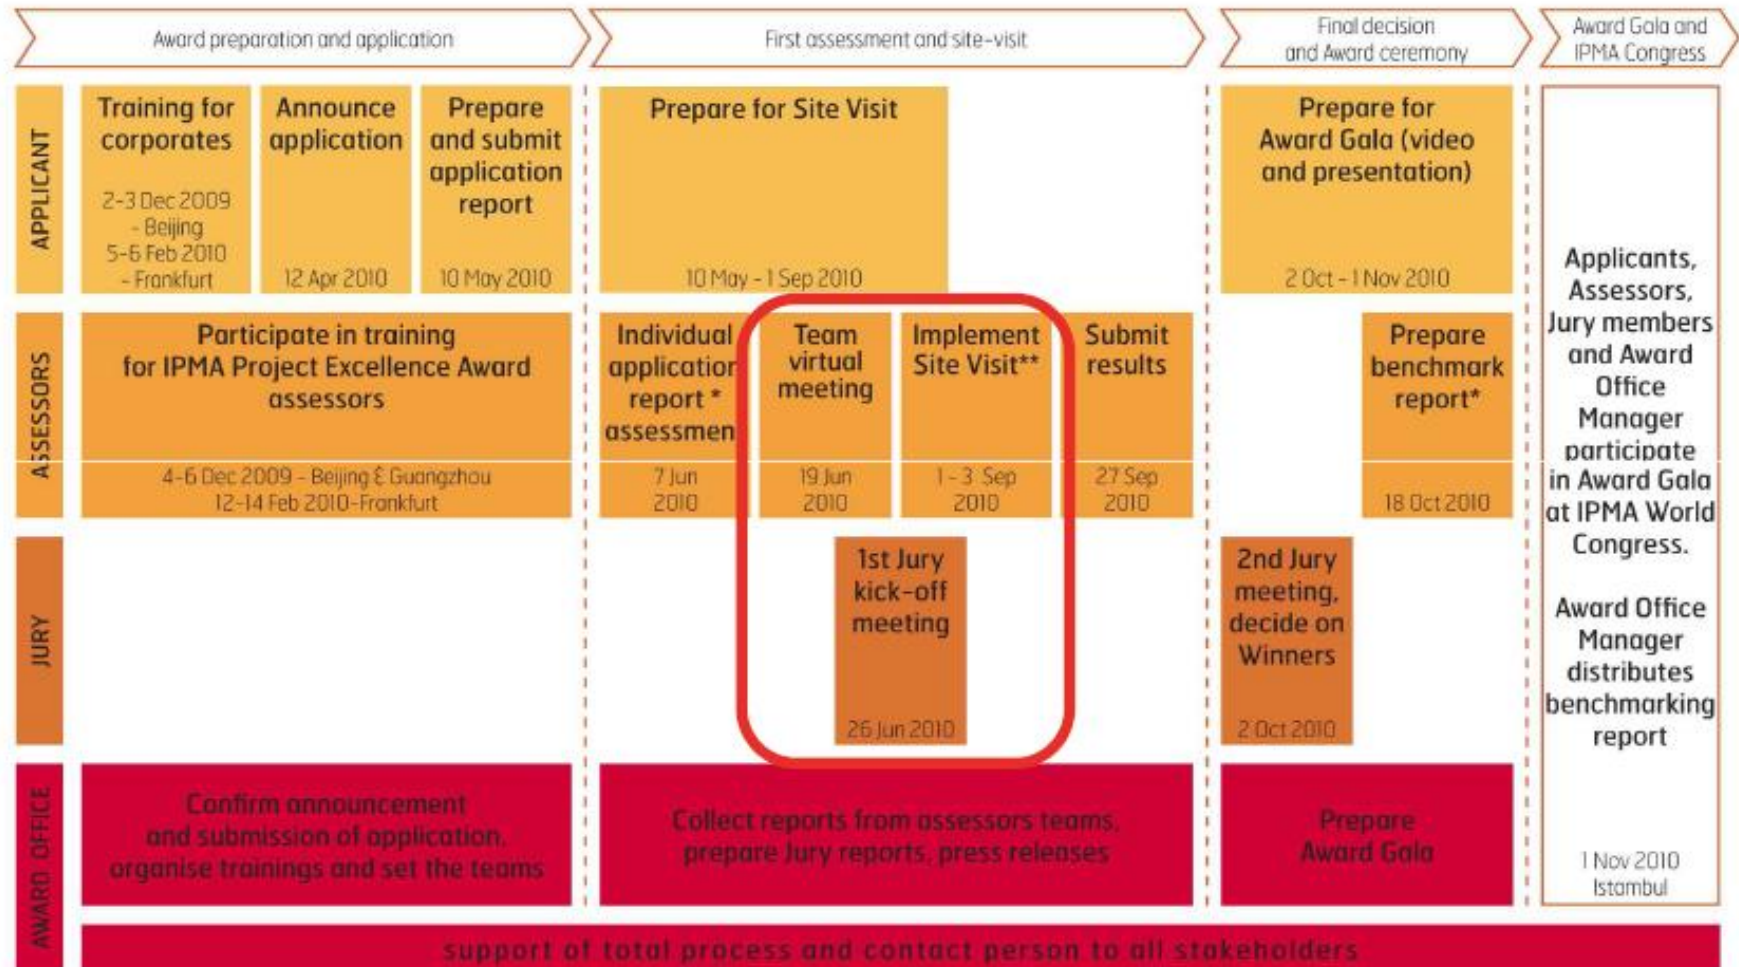 Award preparation and application
First assessment and site-visit
Final decision
and Award ceremony
Award Gala and
IPMA Congress
APPLICANT
Training for
corporates
2-3 Dec 2009
- Beijing
5-6 Feb 2010
- Frankfurt
Announce
application
12 Apr 2010
Prepare
and submit
application
report
10 May 2010
Prepare for Site Visit
10 May - 1 Sep 2010
Prepare for
Award Gala (video
and presentation)
2 Oct - 1 Nov 2010
ASSESSORS
Participate in training
for IPMA Project Excellence Award
assessors
4-6 Dec 2009 - Beijing & Guangzhou
12-14 Feb 2010-Frankfurt
Individual
application
report *
assessmen
7 Jun
2010
Team
virtual
meeting
19 Jun
2010
Implement
Site Visit**
1 - 3 Sep
2010
Submit
results
27 Sep
2010
Prepare
benchmark
report*
18 Oct 2010
JURY
1st Jury
kick-off
meeting
26 Jun 2010
2nd Jury
meeting,
decide on
Winners
2 Oct 2010
AWARD OFFICE
Confirm announcement
and submission of application,
organise trainings and set the teams
Collect reports from assessors teams,
prepare Jury reports, press releases
Prepare
Award Gala
Applicants,
Assessors,
Jury members
and Award
Office
Manager
participate
in Award Gala
at IPMA World
Congress.
Award Office
Manager
distributes
benchmarking
report
1 Nov 2010
Istambul
support of total process and contact person to all stakeholders